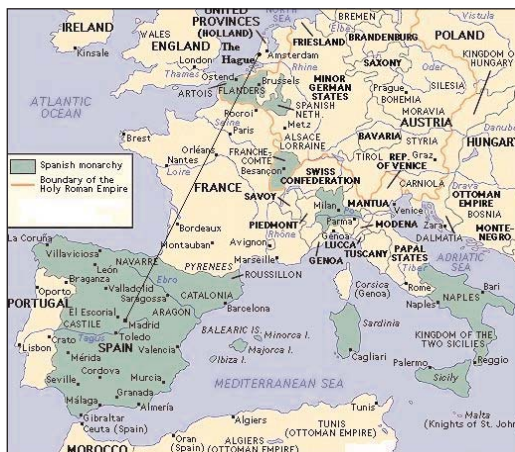 UNITED
PROVINCES
(HOLLAND)
The
Hague
NORTH
SEA
IRELAND
Kinsale
WALES
ENGLAND
London
Thames
Amsterdam
FRIESLAND
BREMEN
Elbe
BRANDENBURG
POLAND
Vistula
KINGDOM OF
HUNGARY
SAXONY
Oder
SILESIA
Rhine
Ostend
Brussels
ARTOIS
FLANDERS
MINOR
GERMAN
STATES
Prague
BOHEMIA
MORAVIA
AUSTRIA
SPANISH
NETH.
ATLANTIC
OCEAN
Rocroi
Seine
Paris
Metz
ALSACE
LORRAINE
BAVARIA
STYRIA
Danube
Brest
Orléans
FRANCHE-
COMTÉ
Besançon
TIROL
REP.
OF VENICE
Graz
HUNGARY
Nantes
Loire
SWISS
CONFEDERATION
CARNIOLA
Drava
Spanish monarchy
Boundary of the
Holy Roman Empire
FRANCE
SAVOY
Milan
MANTUA
Venice
OTTOMAN
EMPIRE
BOSNIA
Po
Parma
PIEDMONT
Genoa
MODENA
Zara
DALMATIA
MONTE-
NEGRO
Bordeaux
Montauban
Avignon
Rhône
Marseille
GENOA
LUCCA
TUSCANY
PAPAL
STATES
Tiber
ADRIATIC
SEA
La Coruña
Villaviciosa
NAVARRE
PYRENEES
ROUSSILLON
León
Braganza
Valladolid
Ebro
Saragossa
CATALONIA
Corsica
(Genoa)
Rome
Bari
Oporto
PORTUGAL
El Escorial
CASTILE
Madrid
ARAGON
Barcelona
Naples
NAPLES
Lisbon
Crato
Tagus
Toledo
BALEARIC IS.
Minorca I.
Majorca I.
Ibiza I.
Sardinia
KINGDOM OF THE
TWO SICILIES
SPAIN
Valencia
Mérida
Cordova
Murcia
Cagliari
Palermo
Reggio
Seville
Granada
MEDITERRANEAN SEA
Sicily
Málaga
Almería
Gibraltar
Ceuta (Spain)
Algiers
Tunis
TUNIS
(OTTOMAN EMPIRE)
Malta
(Knights of St. John)
MOROCCO
Oran
(Spain)
ALGIERS
(OTTOMAN EMPIRE)